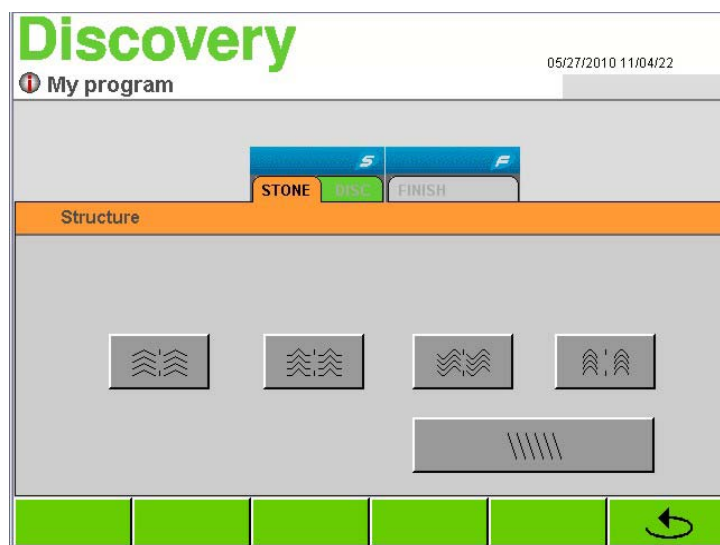 Discovery
05/27/2010 11/04/22
My program
S F
STONE DISC FINISH
Structure